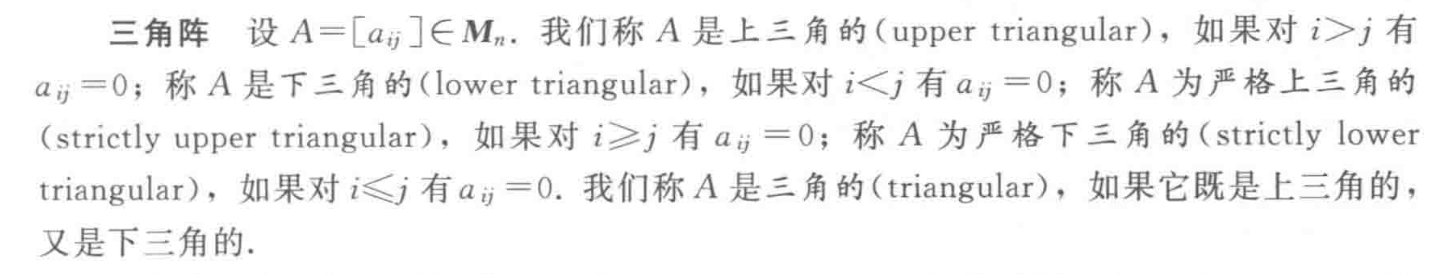 三角阵 设 A=[a_{ij}]∈M_n. 我们称 A 是上三角的(upper triangular)，如果对 i>j 有
a_{ij}=0；称 A 是下三角的(lower triangular)，如果对 i<j 有 a_{ij}=0；称 A 为严格上三角的
(strictly upper triangular)，如果对 i≥j 有 a_{ij}=0；称 A 为严格下三角的(strictly lower
triangular)，如果对 i≤j 有 a_{ij}=0. 我们称 A 是三角的(triangular)，如果它既是上三角的，
又是下三角的.